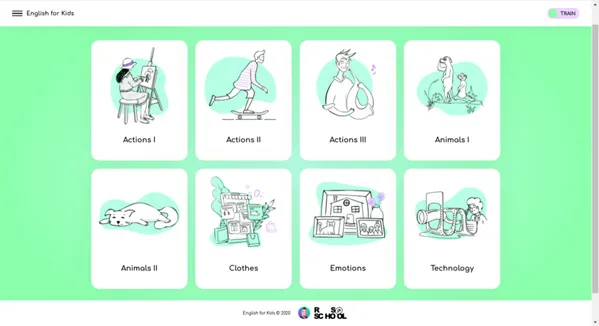 English for Kids
TRAIN
Actions I
Actions II
Actions III
Animals I
Animals II
Clothes
Emotions
Technology
English for Kids © 2020
RS
SCHOOL